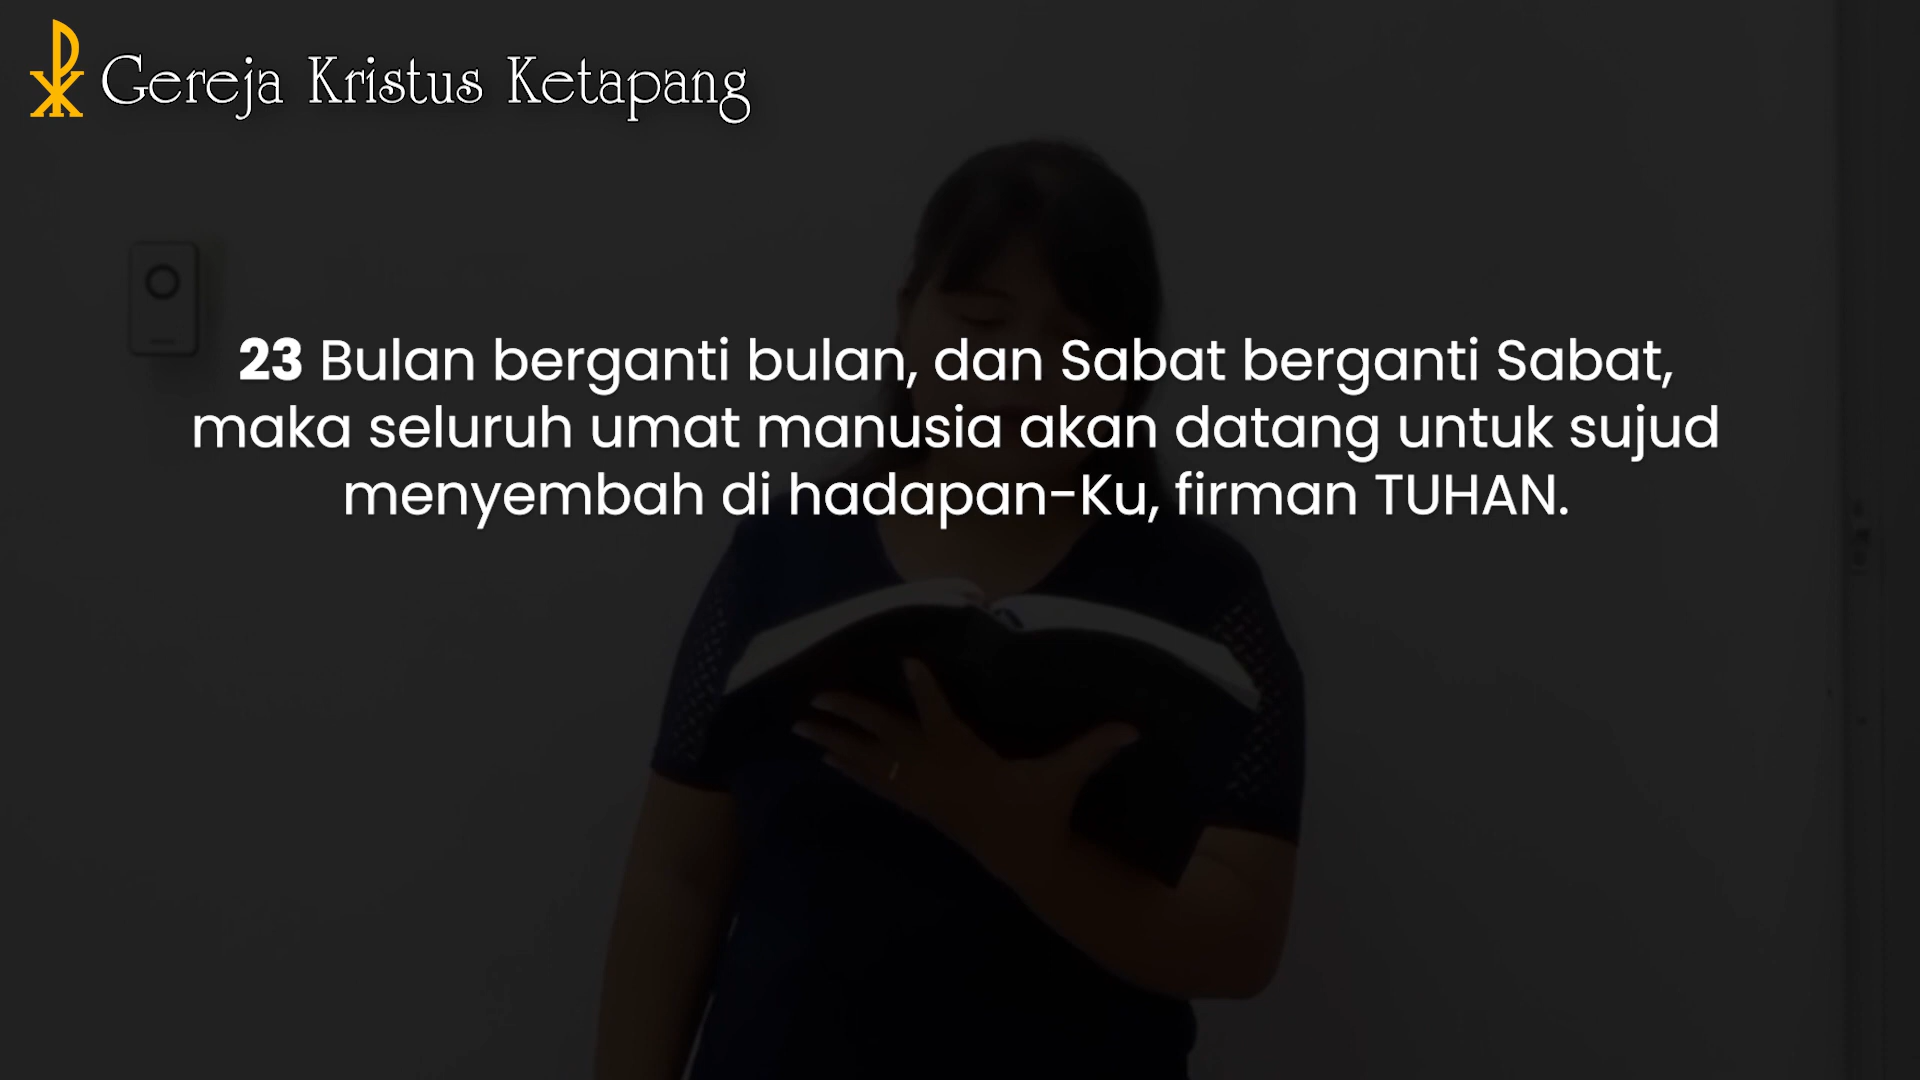 Gereja Kristus Ketapang
23 Bulan berganti bulan, dan Sabat berganti Sabat,
maka seluruh umat manusia akan datang untuk sujud
menyembah di hadapan-Ku, firman TUHAN.